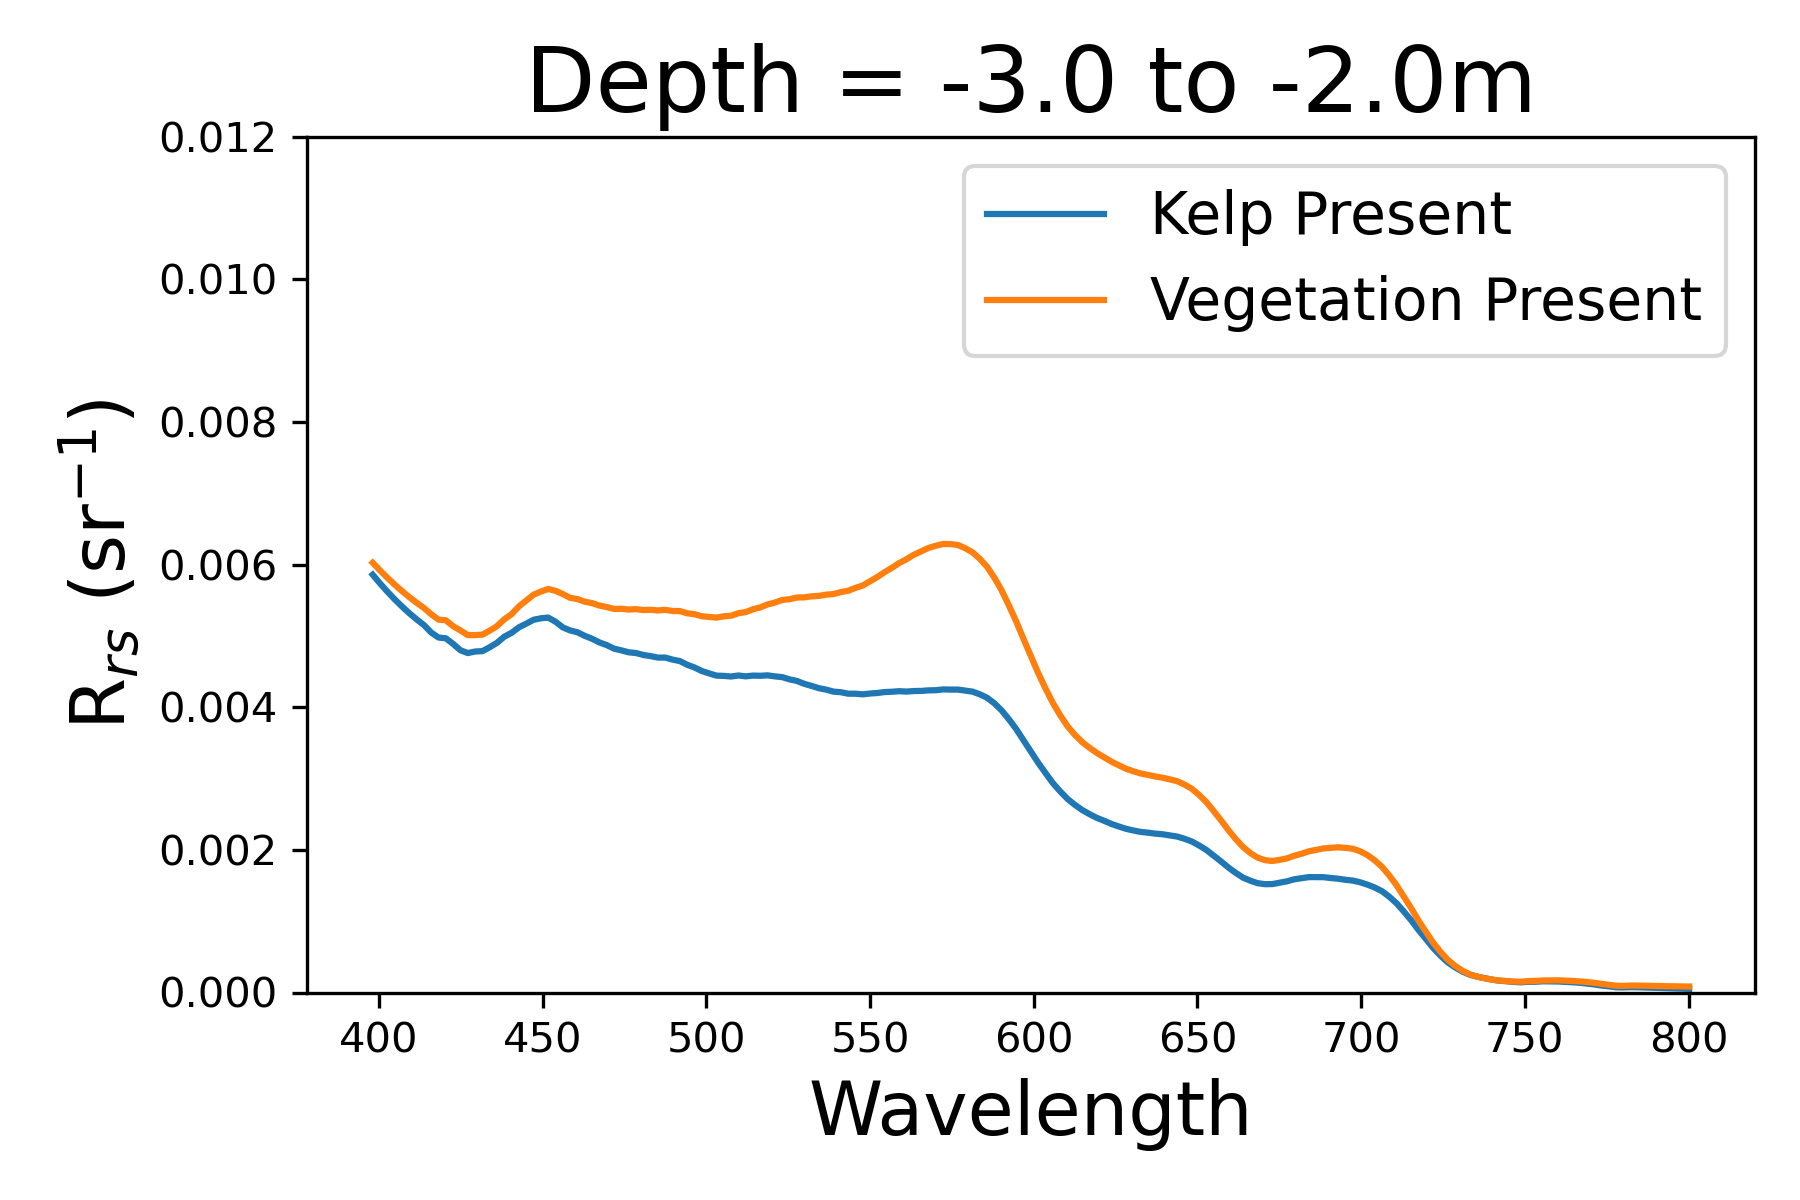 Depth = -3.0 to -2.0m
0.012
0.010
0.008
0.006
0.004
0.002
0.000
R_rs (sr⁻¹)
Kelp Present
Vegetation Present
400 450 500 550 600 650 700 750 800
Wavelength